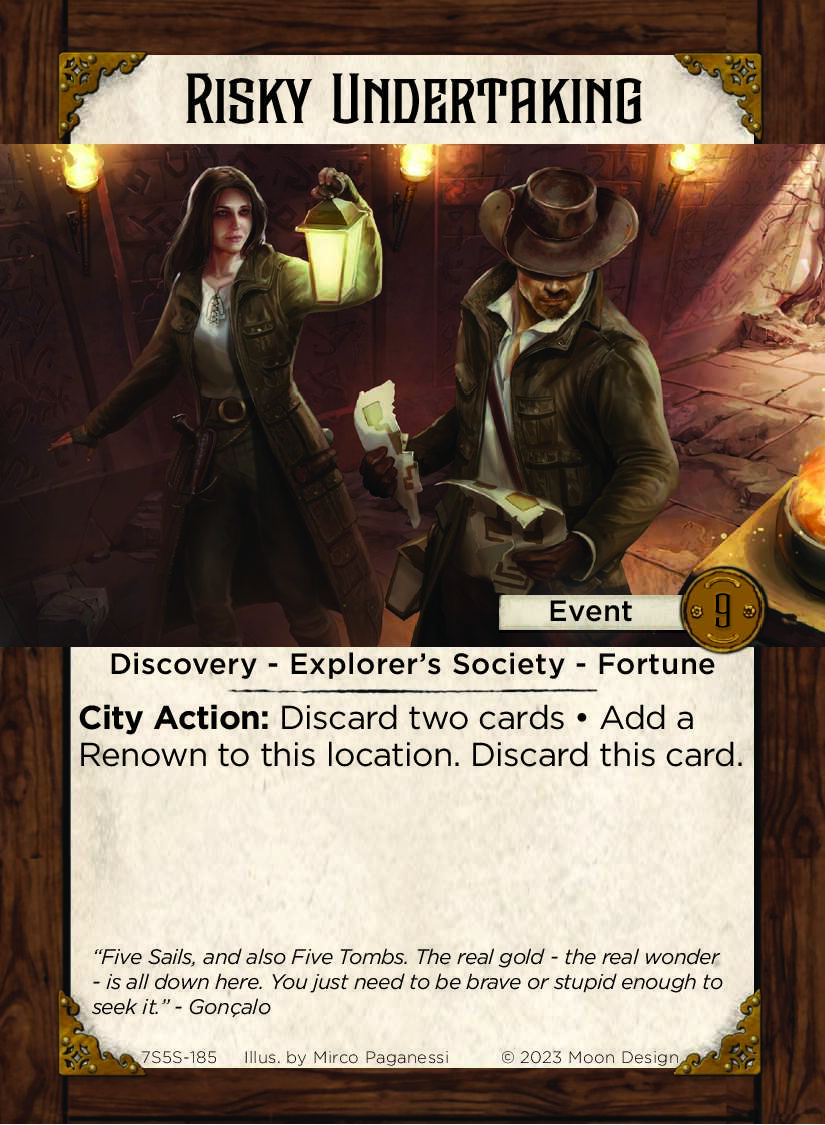 Risky Undertaking
Event
9
Discovery - Explorer's Society - Fortune
City Action: Discard two cards • Add a
Renown to this location. Discard this card.
“Five Sails, and also Five Tombs. The real gold - the real wonder
- is all down here. You just need to be brave or stupid enough to
seek it.” - Gonçalo
7S5S-185 Illus. by Mirco Paganessi © 2023 Moon Design